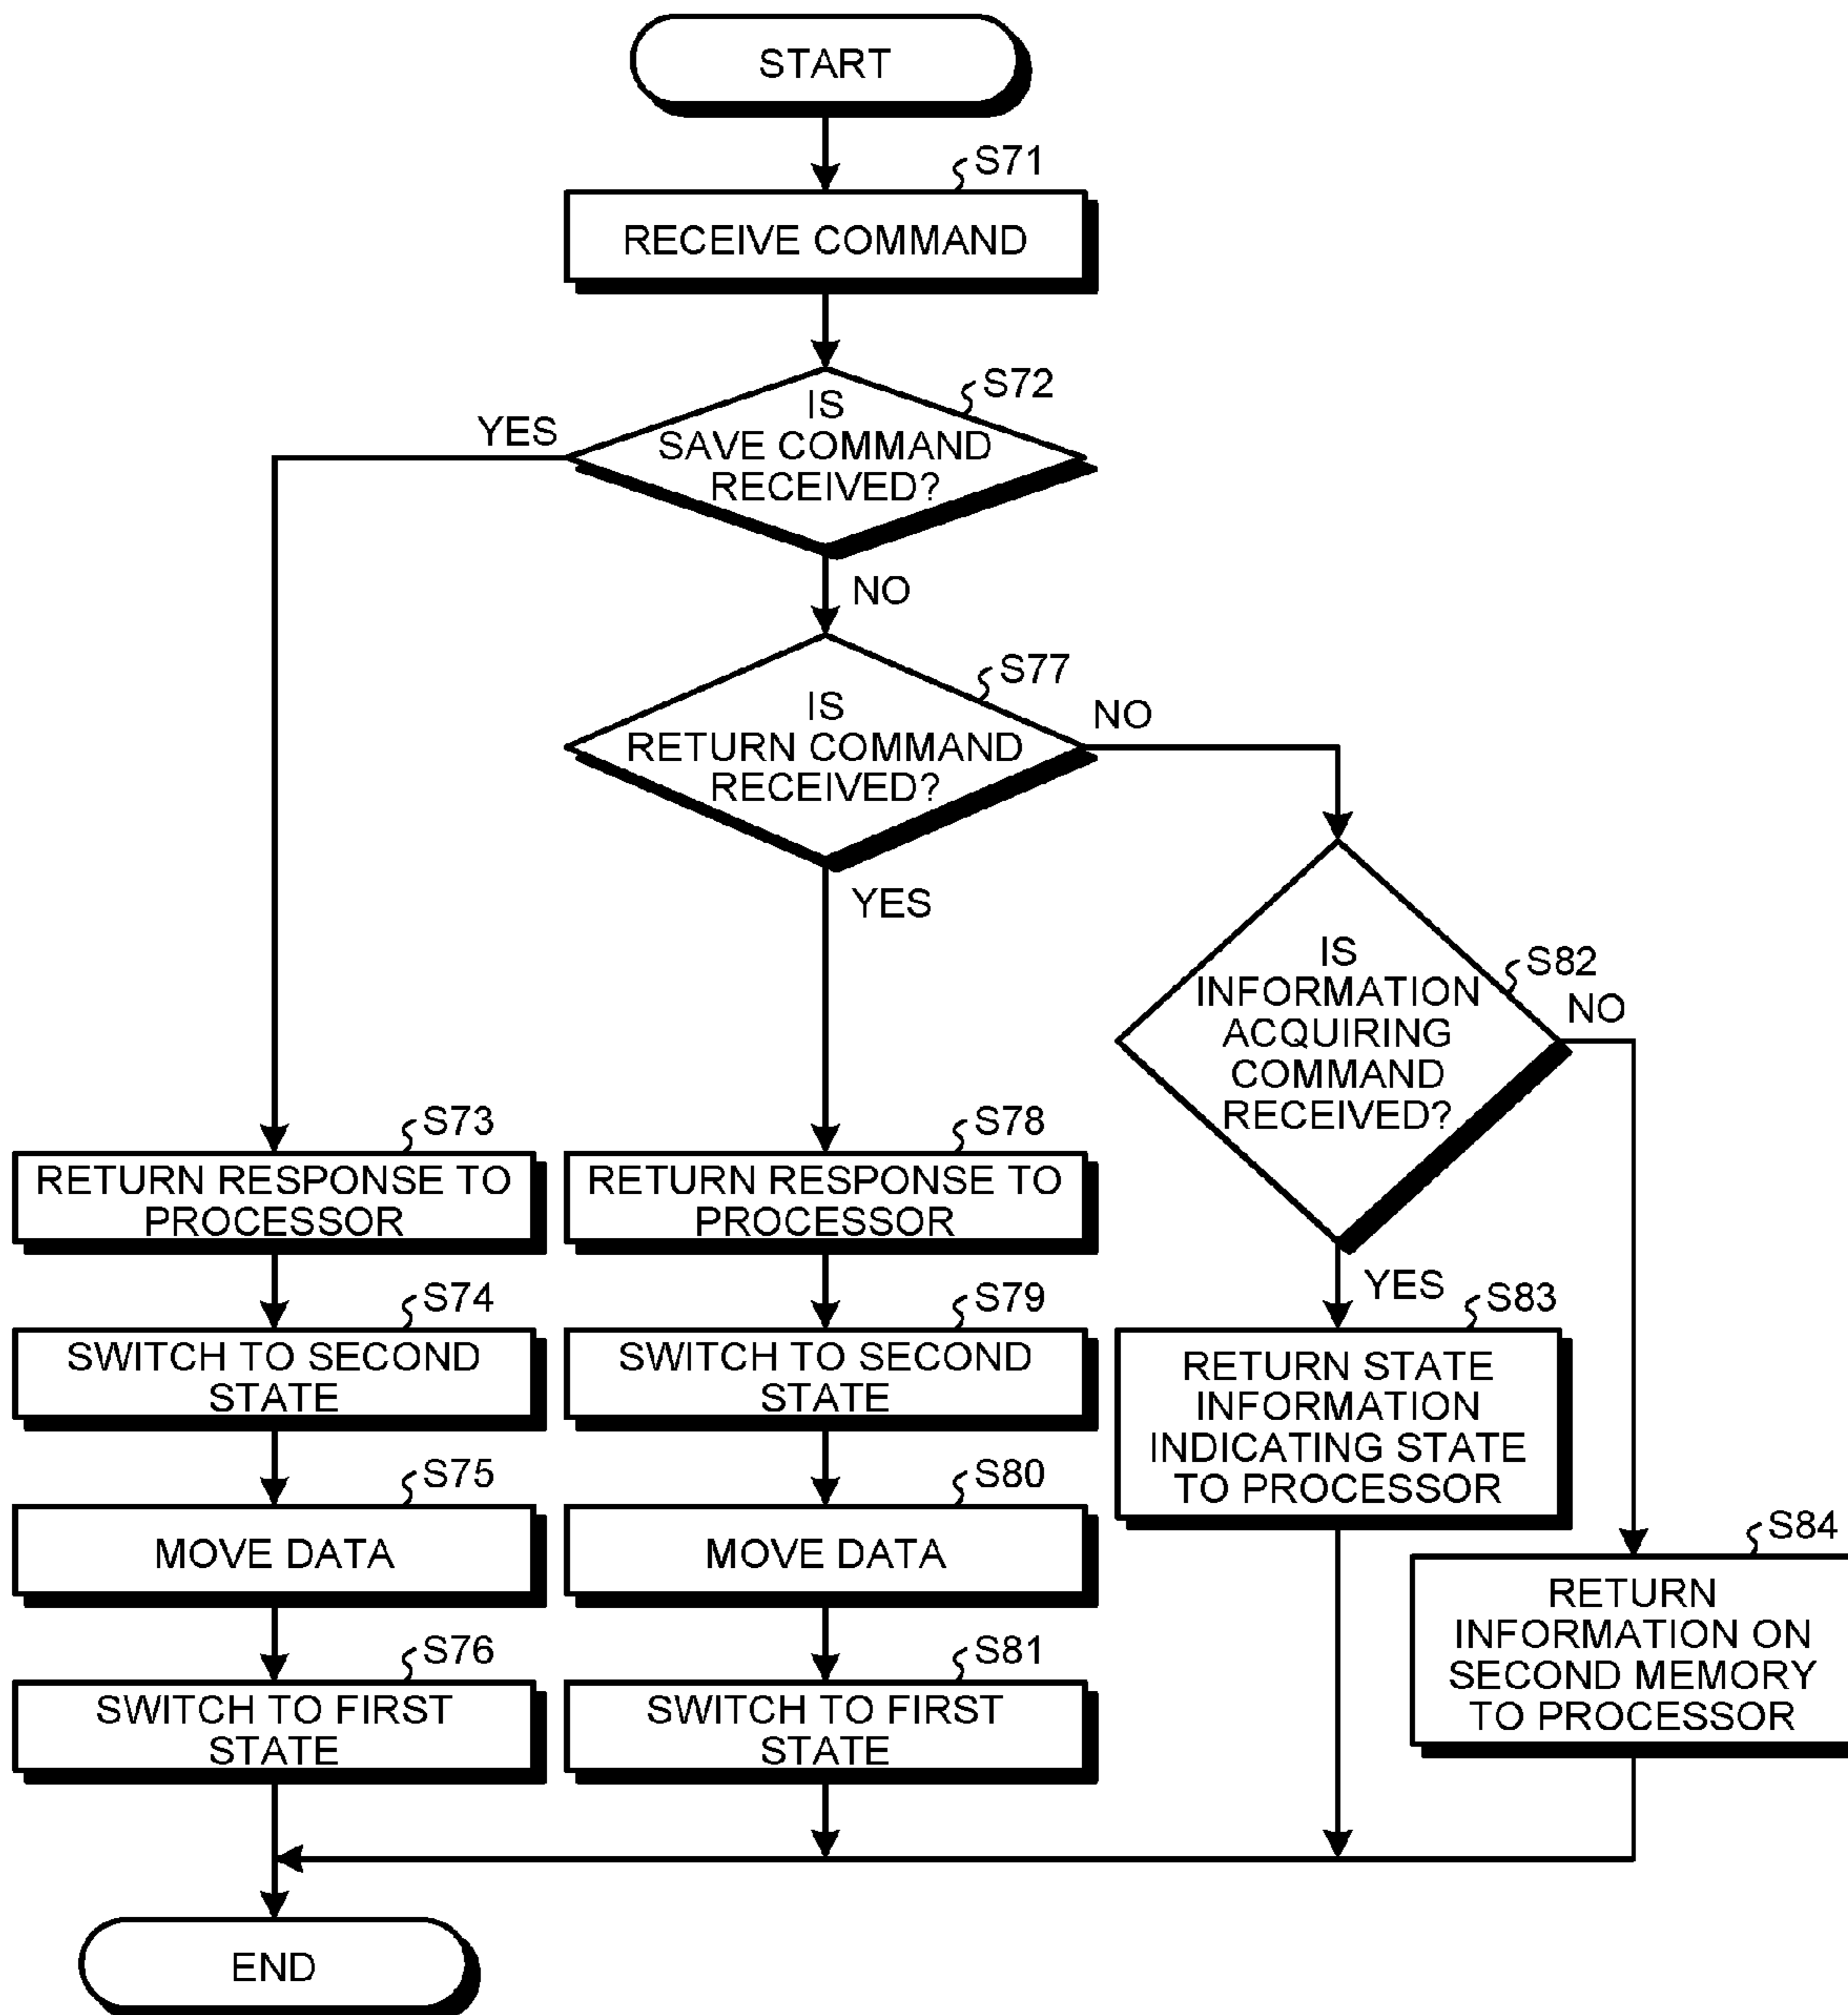 START
S71
RECEIVE COMMAND
S72
IS
SAVE COMMAND
RECEIVED?
YES
NO
S77
IS
RETURN COMMAND
RECEIVED?
NO
YES
S82
IS
INFORMATION
ACQUIRING
COMMAND
RECEIVED?
NO
YES
S73
RETURN RESPONSE TO
PROCESSOR
S74
SWITCH TO SECOND
STATE
S75
MOVE DATA
S76
SWITCH TO FIRST
STATE
S78
RETURN RESPONSE TO
PROCESSOR
S79
SWITCH TO SECOND
STATE
S80
MOVE DATA
S81
SWITCH TO FIRST
STATE
S83
RETURN STATE
INFORMATION
INDICATING STATE
TO PROCESSOR
S84
RETURN
INFORMATION ON
SECOND MEMORY
TO PROCESSOR
END